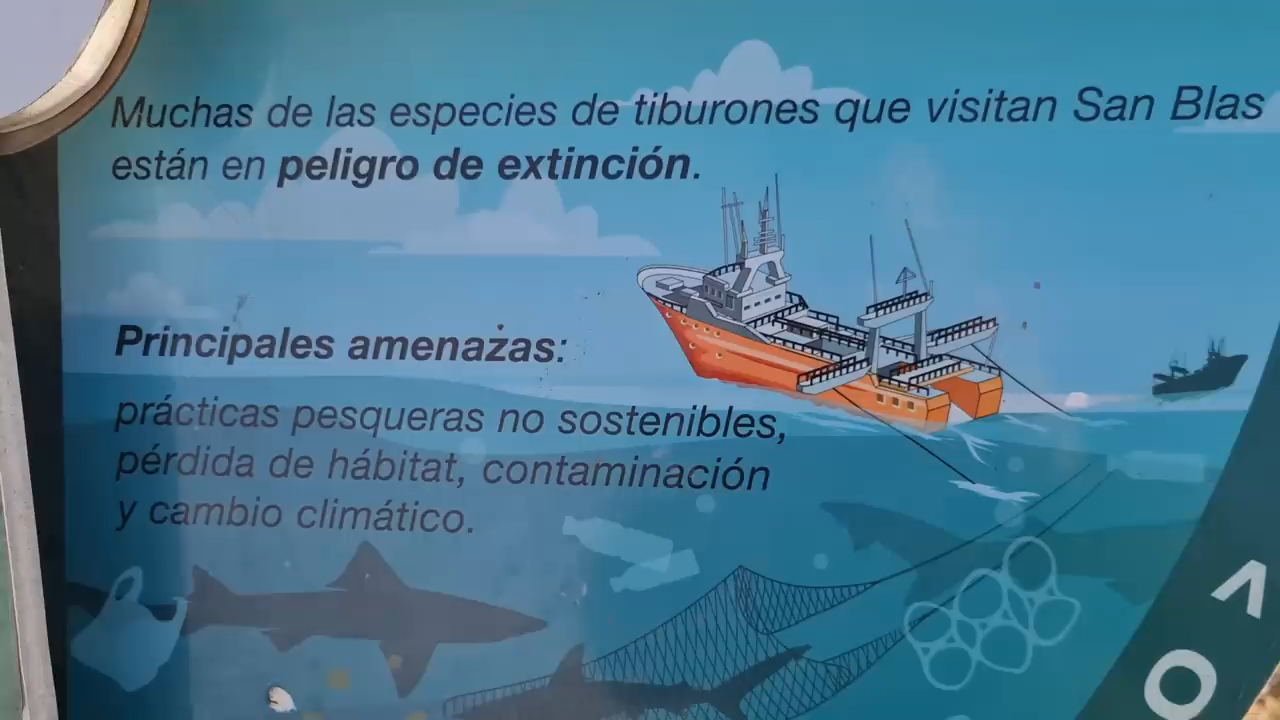 Muchas de las especies de tiburones que visitan San Blas
están en peligro de extinción.
Principales amenazas:
prácticas pesqueras no sostenibles,
pérdida de hábitat, contaminación
y cambio climático.